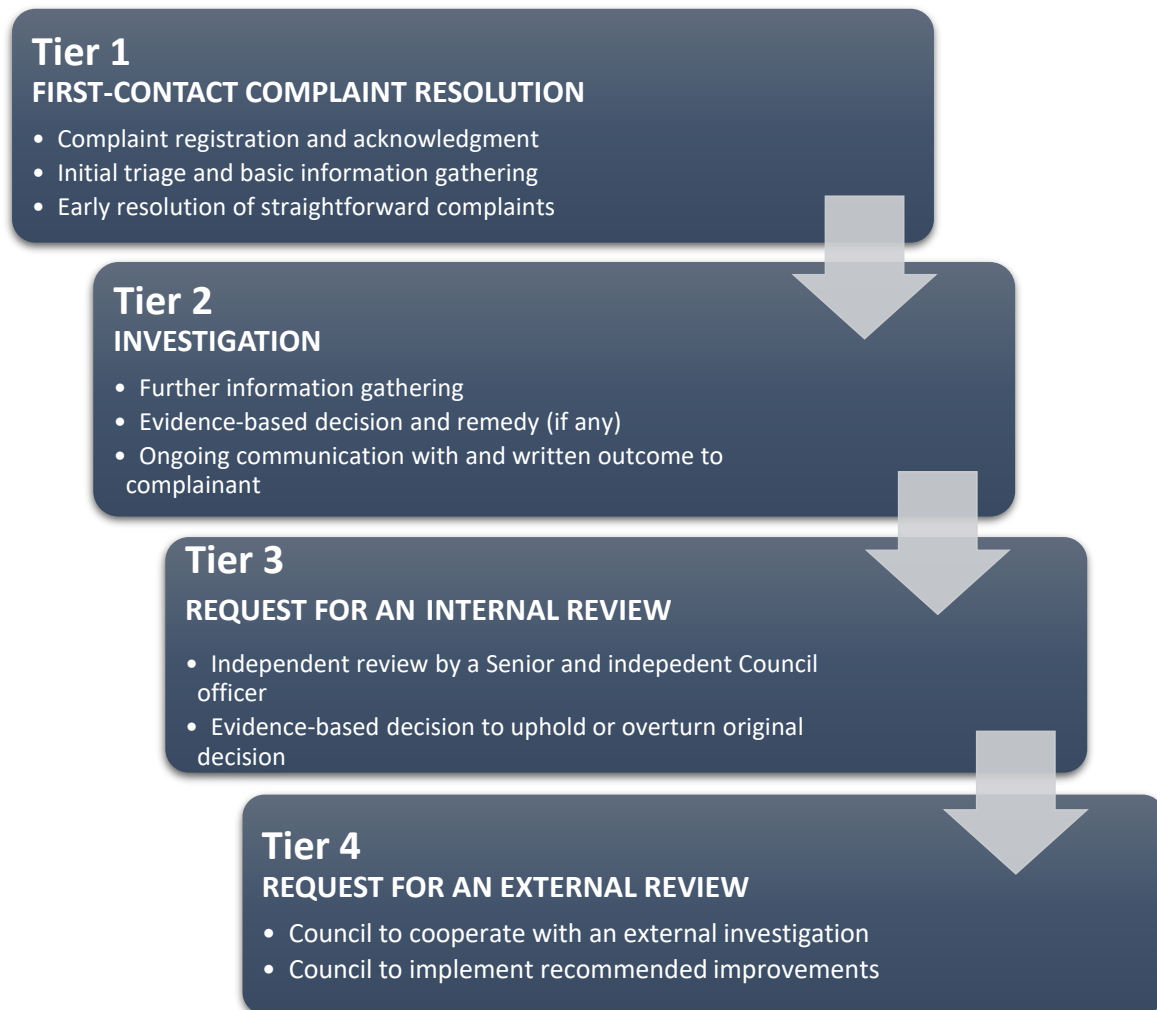 Tier 1
FIRST-CONTACT COMPLAINT RESOLUTION
• Complaint registration and acknowledgment
• Initial triage and basic information gathering
• Early resolution of straightforward complaints
Tier 2
INVESTIGATION
• Further information gathering
• Evidence-based decision and remedy (if any)
• Ongoing communication with and written outcome to
complainant
Tier 3
REQUEST FOR AN INTERNAL REVIEW
• Independent review by a Senior and indepedent Council
officer
• Evidence-based decision to uphold or overturn original
decision
Tier 4
REQUEST FOR AN EXTERNAL REVIEW
• Council to cooperate with an external investigation
• Council to implement recommended improvements